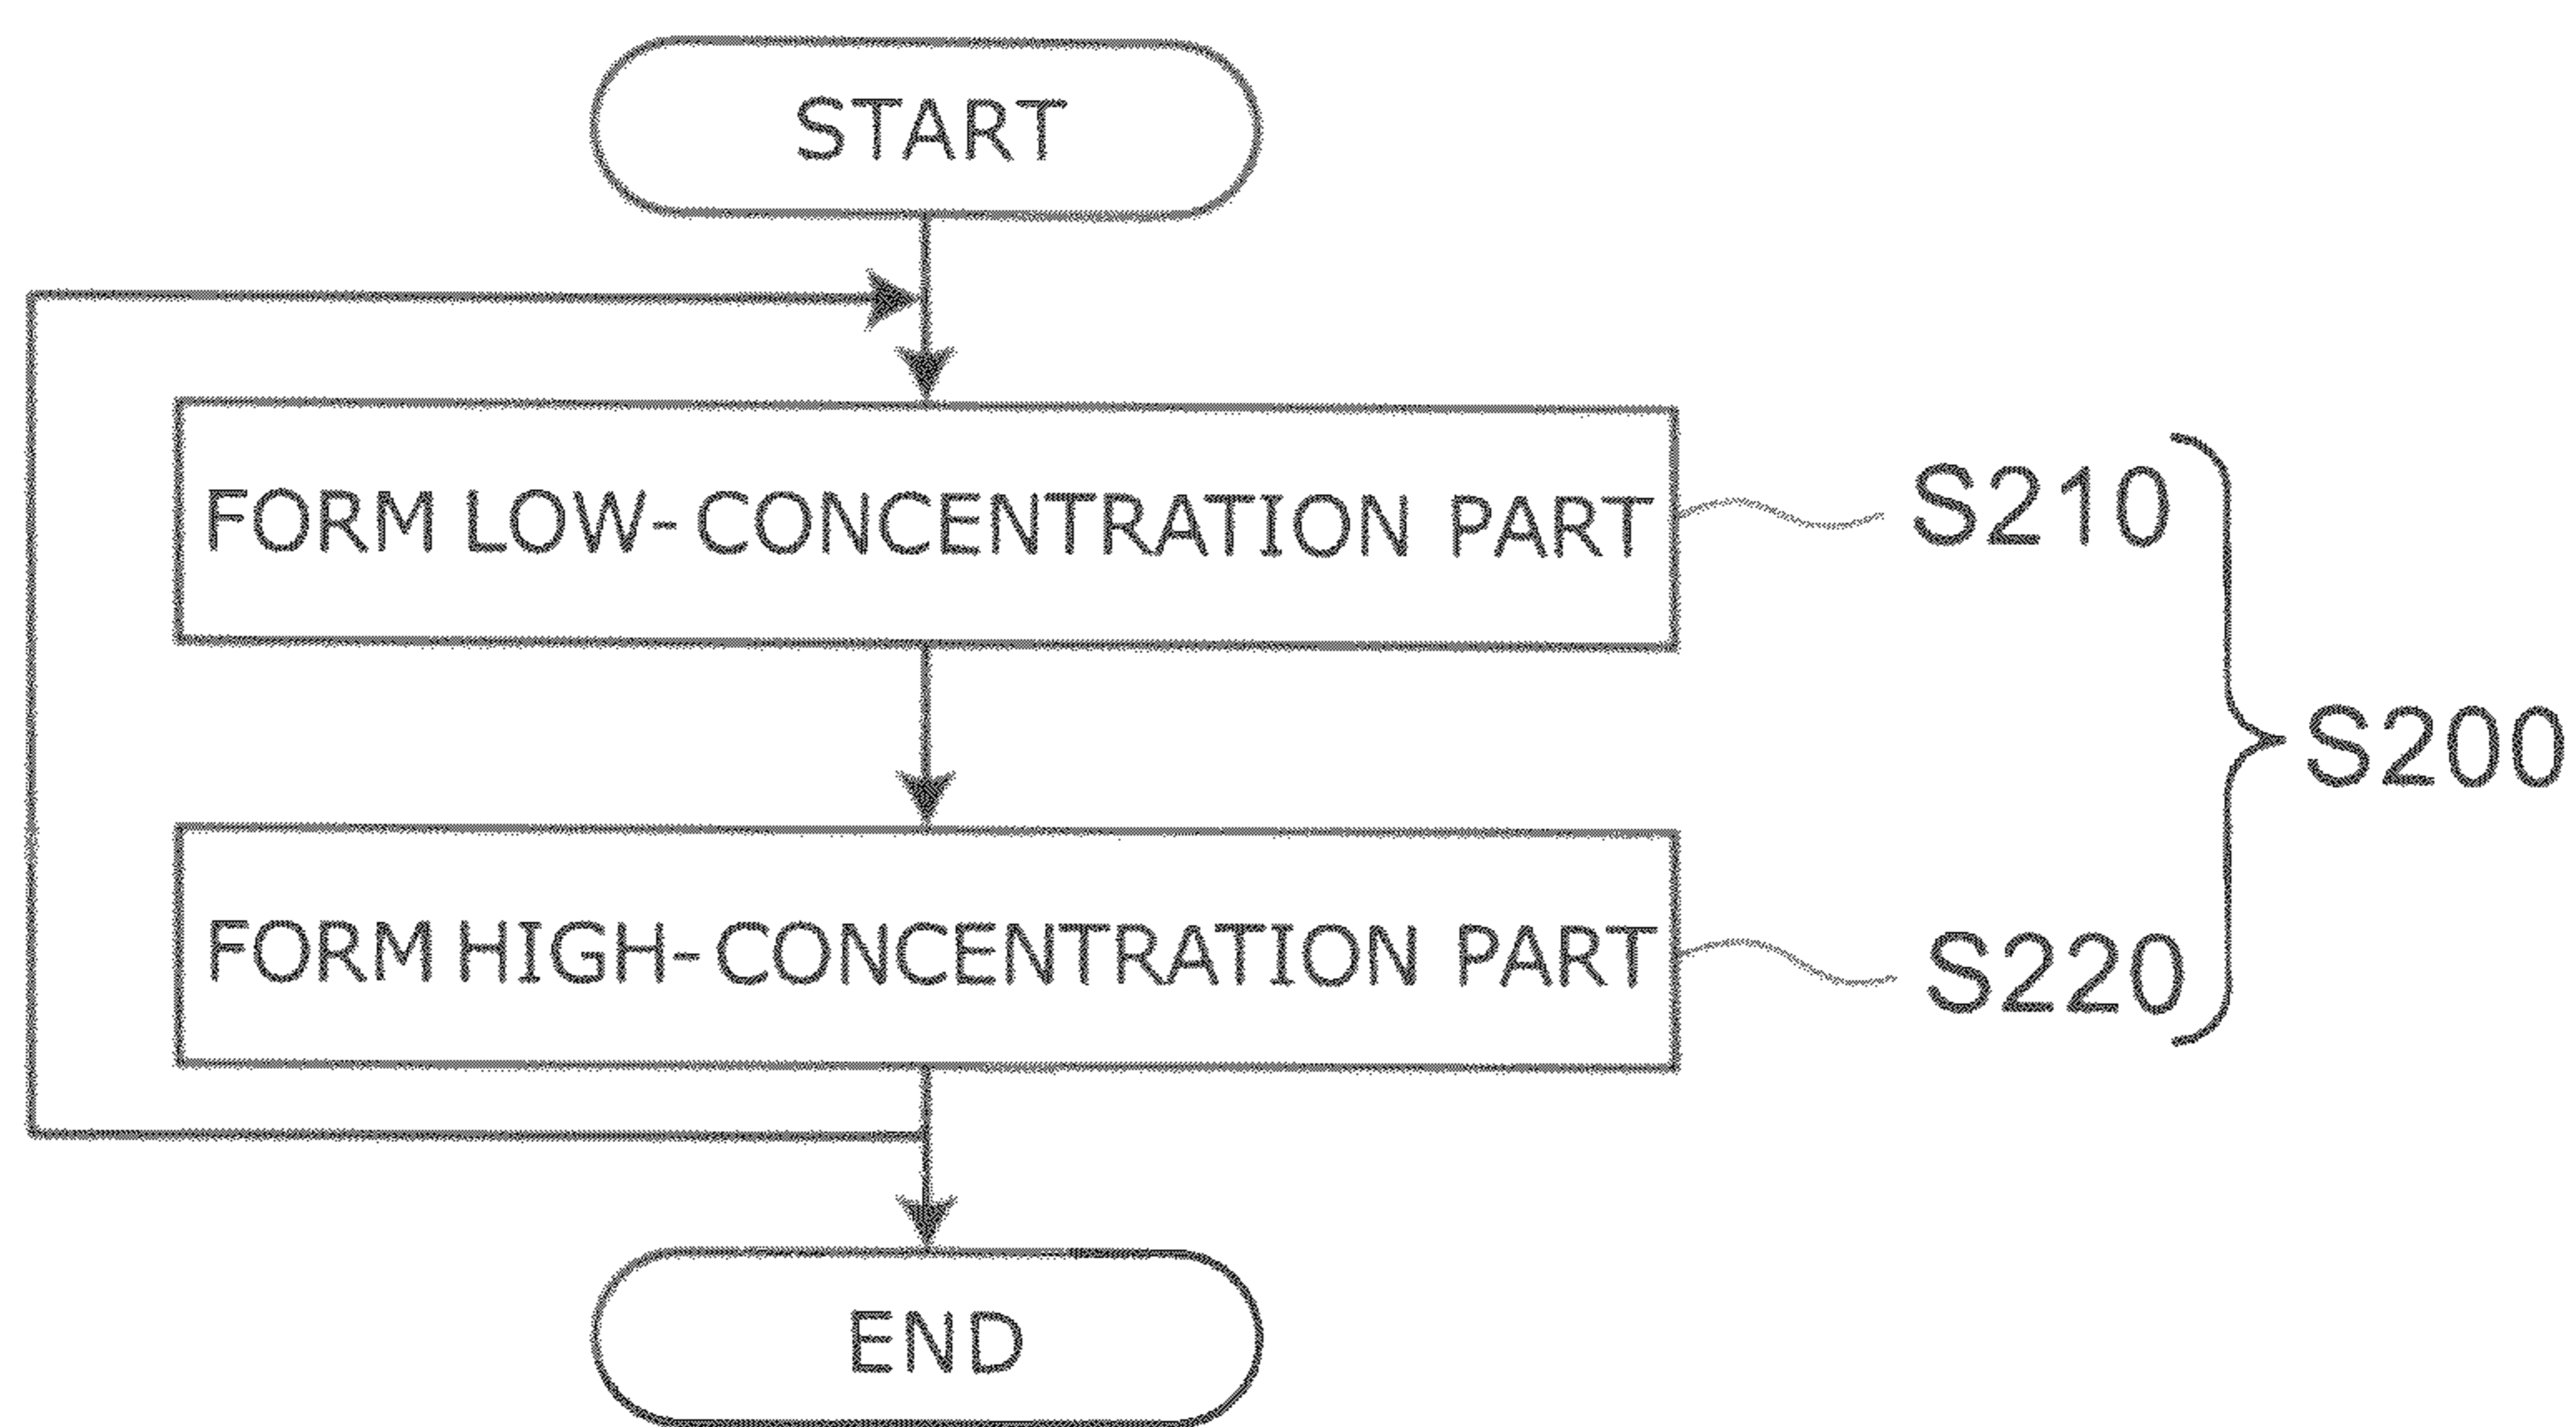 START
FORM LOW-CONCENTRATION PART
S210
S200
FORM HIGH-CONCENTRATION PART
S220
END